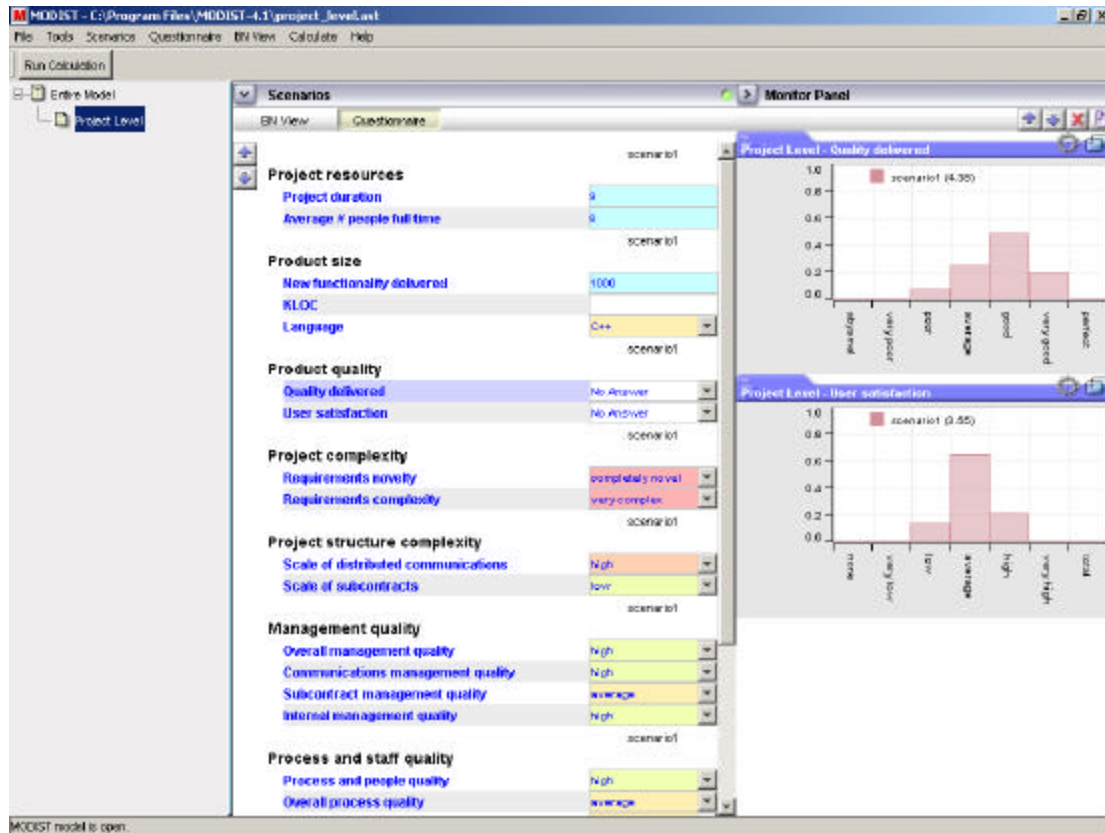 MODIST - C:\Program Files\MODIST-4.1\project_level.ast
File Tools Scenarios Questionnaire BN View Calculate Help
Run Calculation
Entire Model
Project Level
Scenarios
BN View Questionnaire
scenario1
Project resources
Project duration 9
Average # people full time
scenario1
Product size
New functionality delivered 1000
KLOC
Language C++
scenario1
Product quality
Quality delivered No Answer
User satisfaction No Answer
scenario1
Project complexity
Requirements novelty completely novel
Requirements complexity very complex
scenario1
Project structure complexity
Scale of distributed communications high
Scale of subcontracts low
scenario1
Management quality
Overall management quality high
Communications management quality high
Subcontract management quality average
Internal management quality high
scenario1
Process and staff quality
Process and people quality high
Overall process quality average
Monitor Panel
Project Level - Quality delivered
scenario1
1.0
0.8
0.6
0.4
0.2
0.0
abysmal
very poor
poor
average
good
very good
perfect
Project Level - User satisfaction
scenario1
1.0
0.8
0.6
0.4
0.2
0.0
none
very low
low
average
high
very high
total
MODIST model is open.